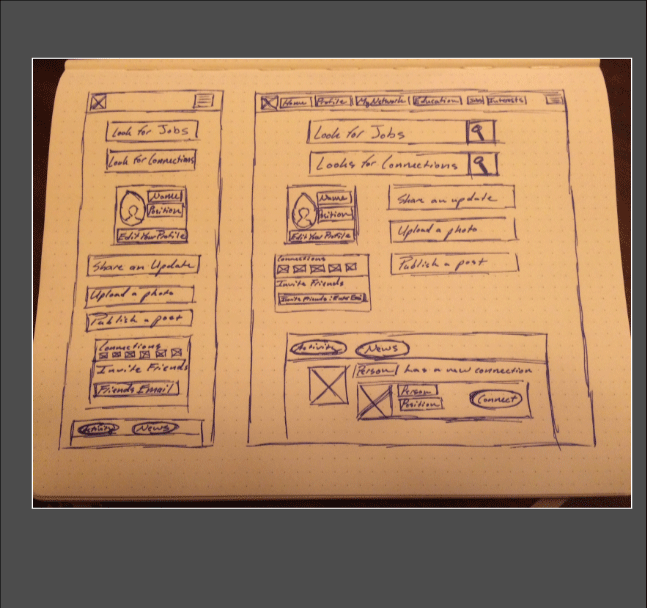 Look for Jobs
Look for Connections
Name
Position
Edit Your Profile
Share an Update
Upload a photo
Publish a post
Connections
Invite Friends
Friends Email
Activity
News
Home Profile My Network Education Jobs Interests
Look for Jobs
Looks for Connections
Name
Position
Edit Your Profile
Share an update
Upload a photo
Publish a post
Connections
Invite Friends
Invite Friends :
Activity News
Person has a new connection
Person
Position
Connect